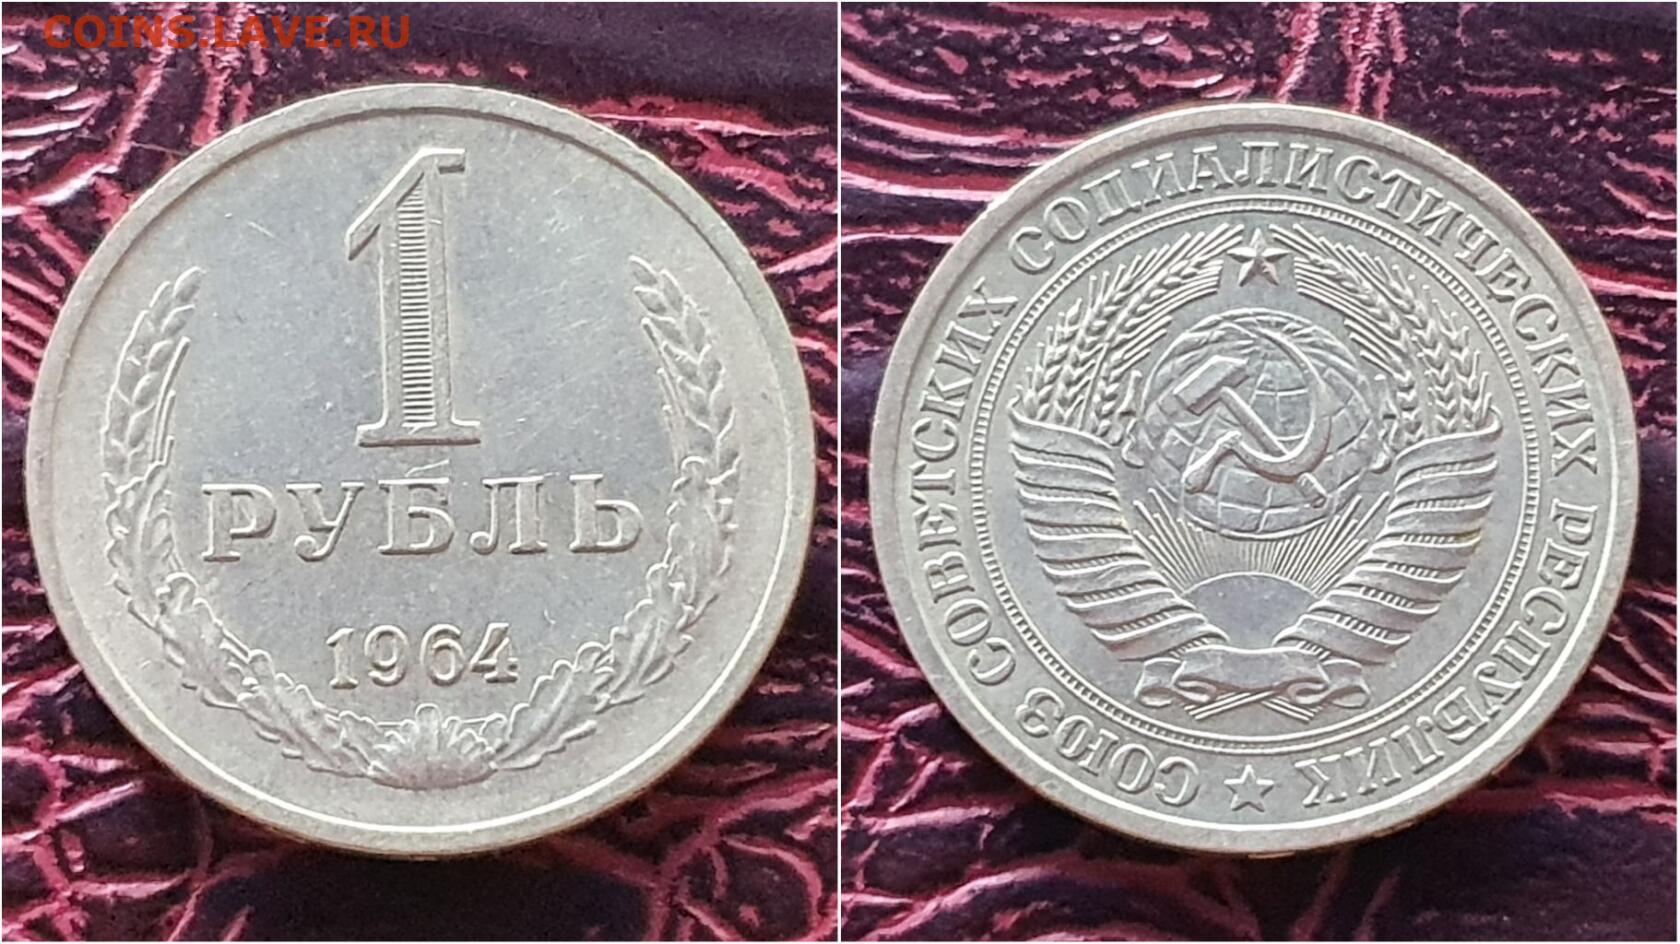 COINS.LAVE.RU
1
РУБЛЬ
1964
СОЮЗ СОВЕТСКИХ СОЦИАЛИСТИЧЕСКИХ РЕСПУБЛИК